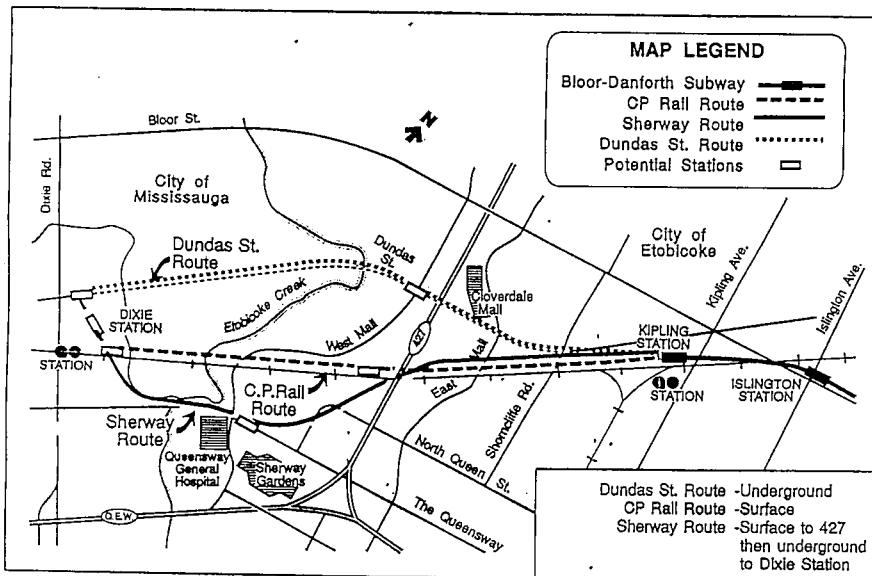 MAP LEGEND
Bloor-Danforth Subway
CP Rail Route
Sherway Route
Dundas St. Route
Potential Stations
N
Bloor St.
Dixie Rd.
City of
Mississauga
City of
Etobicoke
Kipling Ave.
Islington Ave.
Dundas St.
Route
Dundas
St.
Cloverdale
Mall
DIXIE
STATION
Etobicoke Creek
West Mall
427
KIPLING
STATION
STATION
C.P.Rail
Route
East Mall
Shorncliffe Rd.
STATION
ISLINGTON
STATION
Sherway
Route
Queensway
General
Hospital
Sherway
Gardens
North Queen St.
The Queensway
Q.E.W
Dundas St. Route -Underground
CP Rail Route -Surface
Sherway Route -Surface to 427
then underground
to Dixie Station